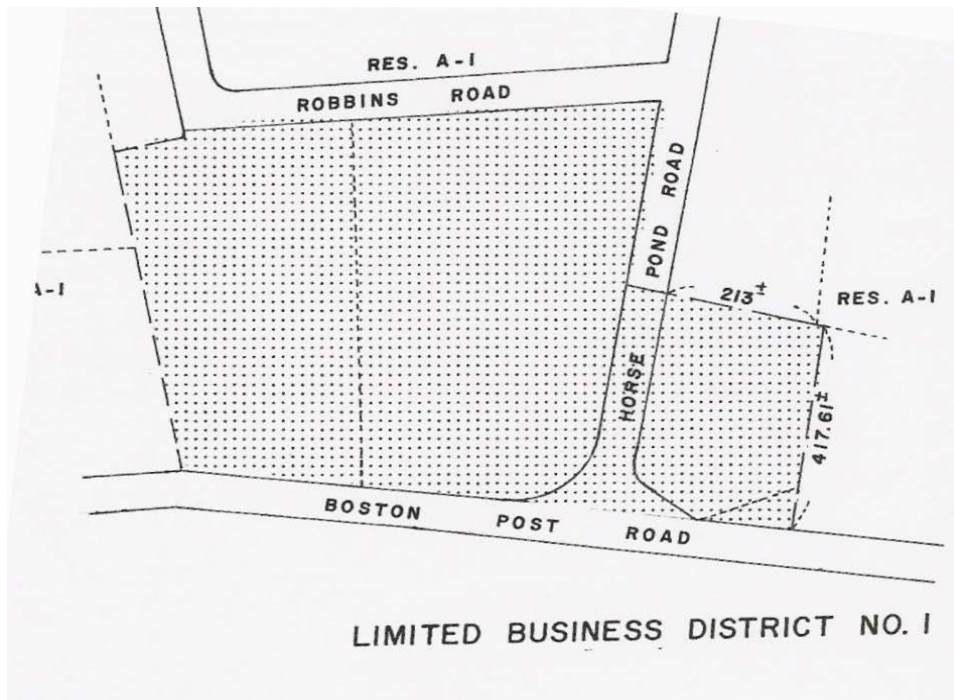 RES. A-1
ROBBINS ROAD
HORSE POND ROAD
213±
RES. A-1
A-1
417.61±
BOSTON POST ROAD
LIMITED BUSINESS DISTRICT NO. 1